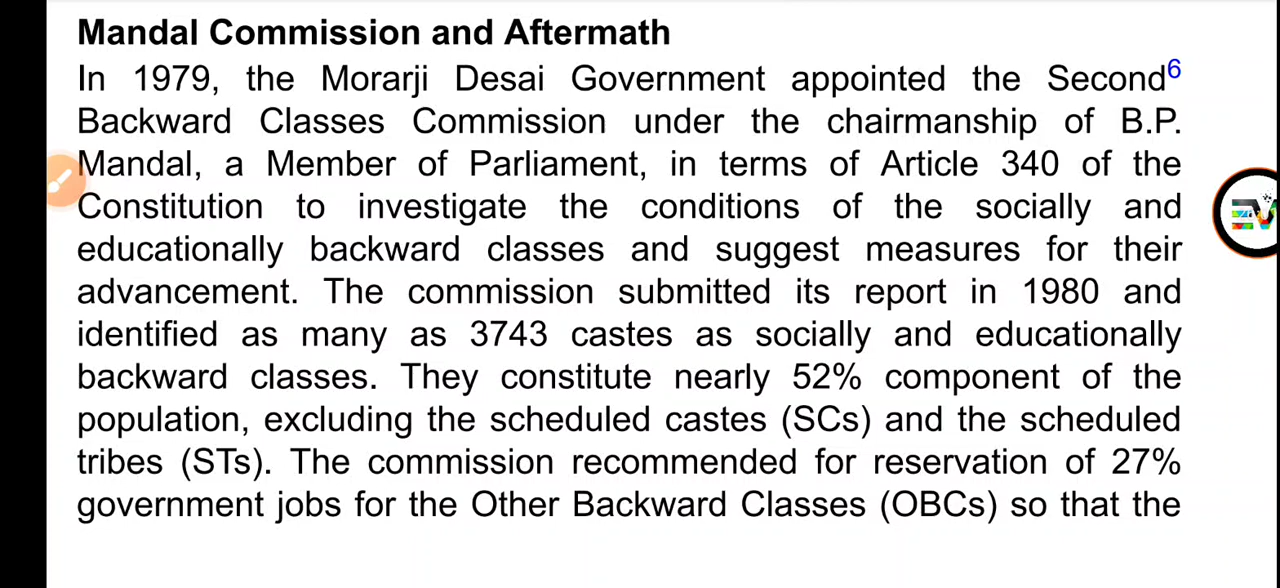 Mandal Commission and Aftermath
In 1979, the Morarji Desai Government appointed the Second6
Backward Classes Commission under the chairmanship of B.P.
Mandal, a Member of Parliament, in terms of Article 340 of the
Constitution to investigate the conditions of the socially and
educationally backward classes and suggest measures for their
advancement. The commission submitted its report in 1980 and
identified as many as 3743 castes as socially and educationally
backward classes. They constitute nearly 52% component of the
population, excluding the scheduled castes (SCs) and the scheduled
tribes (STs). The commission recommended for reservation of 27%
government jobs for the Other Backward Classes (OBCs) so that the
EV